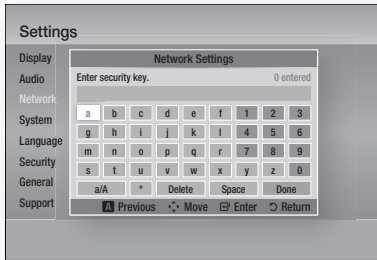 Settings
Display
Audio
Network
System
Language
Security
General
Support
Network Settings
Enter security key. 0 entered
a b c d e f 1 2 3
g h i j k l 4 5 6
m n o p q r 7 8 9
s t u v w x y z 0
a/A * Delete Space Done
A Previous Move Enter Return